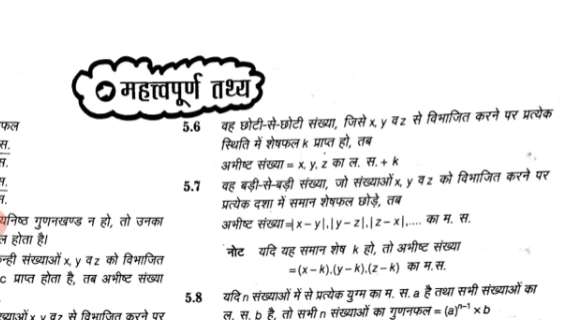 महत्त्वपूर्ण तथ्य
फल
स.
स.
स.
स.
यनिष्ठ गुणनखण्ड न हो, तो उनका
ल होता है।
न्ही संख्याओं x, y व z को विभाजित
c प्राप्त होता है, तब अभीष्ट संख्या
ख्याओं x, y व z से विभाजित करने पर
5.6 वह छोटी-से-छोटी संख्या, जिसे x, y व z से विभाजित करने पर प्रत्येक
स्थिति में शेषफल k प्राप्त हो, तब
अभीष्ट संख्या = x, y, z का ल. स. + k
5.7 वह बड़ी-से-बड़ी संख्या, जो संख्याओं x, y व z को विभाजित करने पर
प्रत्येक दशा में समान शेषफल छोड़े, तब
अभीष्ट संख्या =|x – y|,|y – z|,|z – x|,.... का म. स.
नोट यदि यह समान शेष k हो, तो अभीष्ट संख्या
= (x – k).(y – k).(z – k) का म.स.
5.8 यदि n संख्याओं में से प्रत्येक युग्म का म. स. a है तथा सभी संख्याओं का
ल. स. b है, तो सभी n संख्याओं का गुणनफल = (a)ⁿ⁻¹ × b